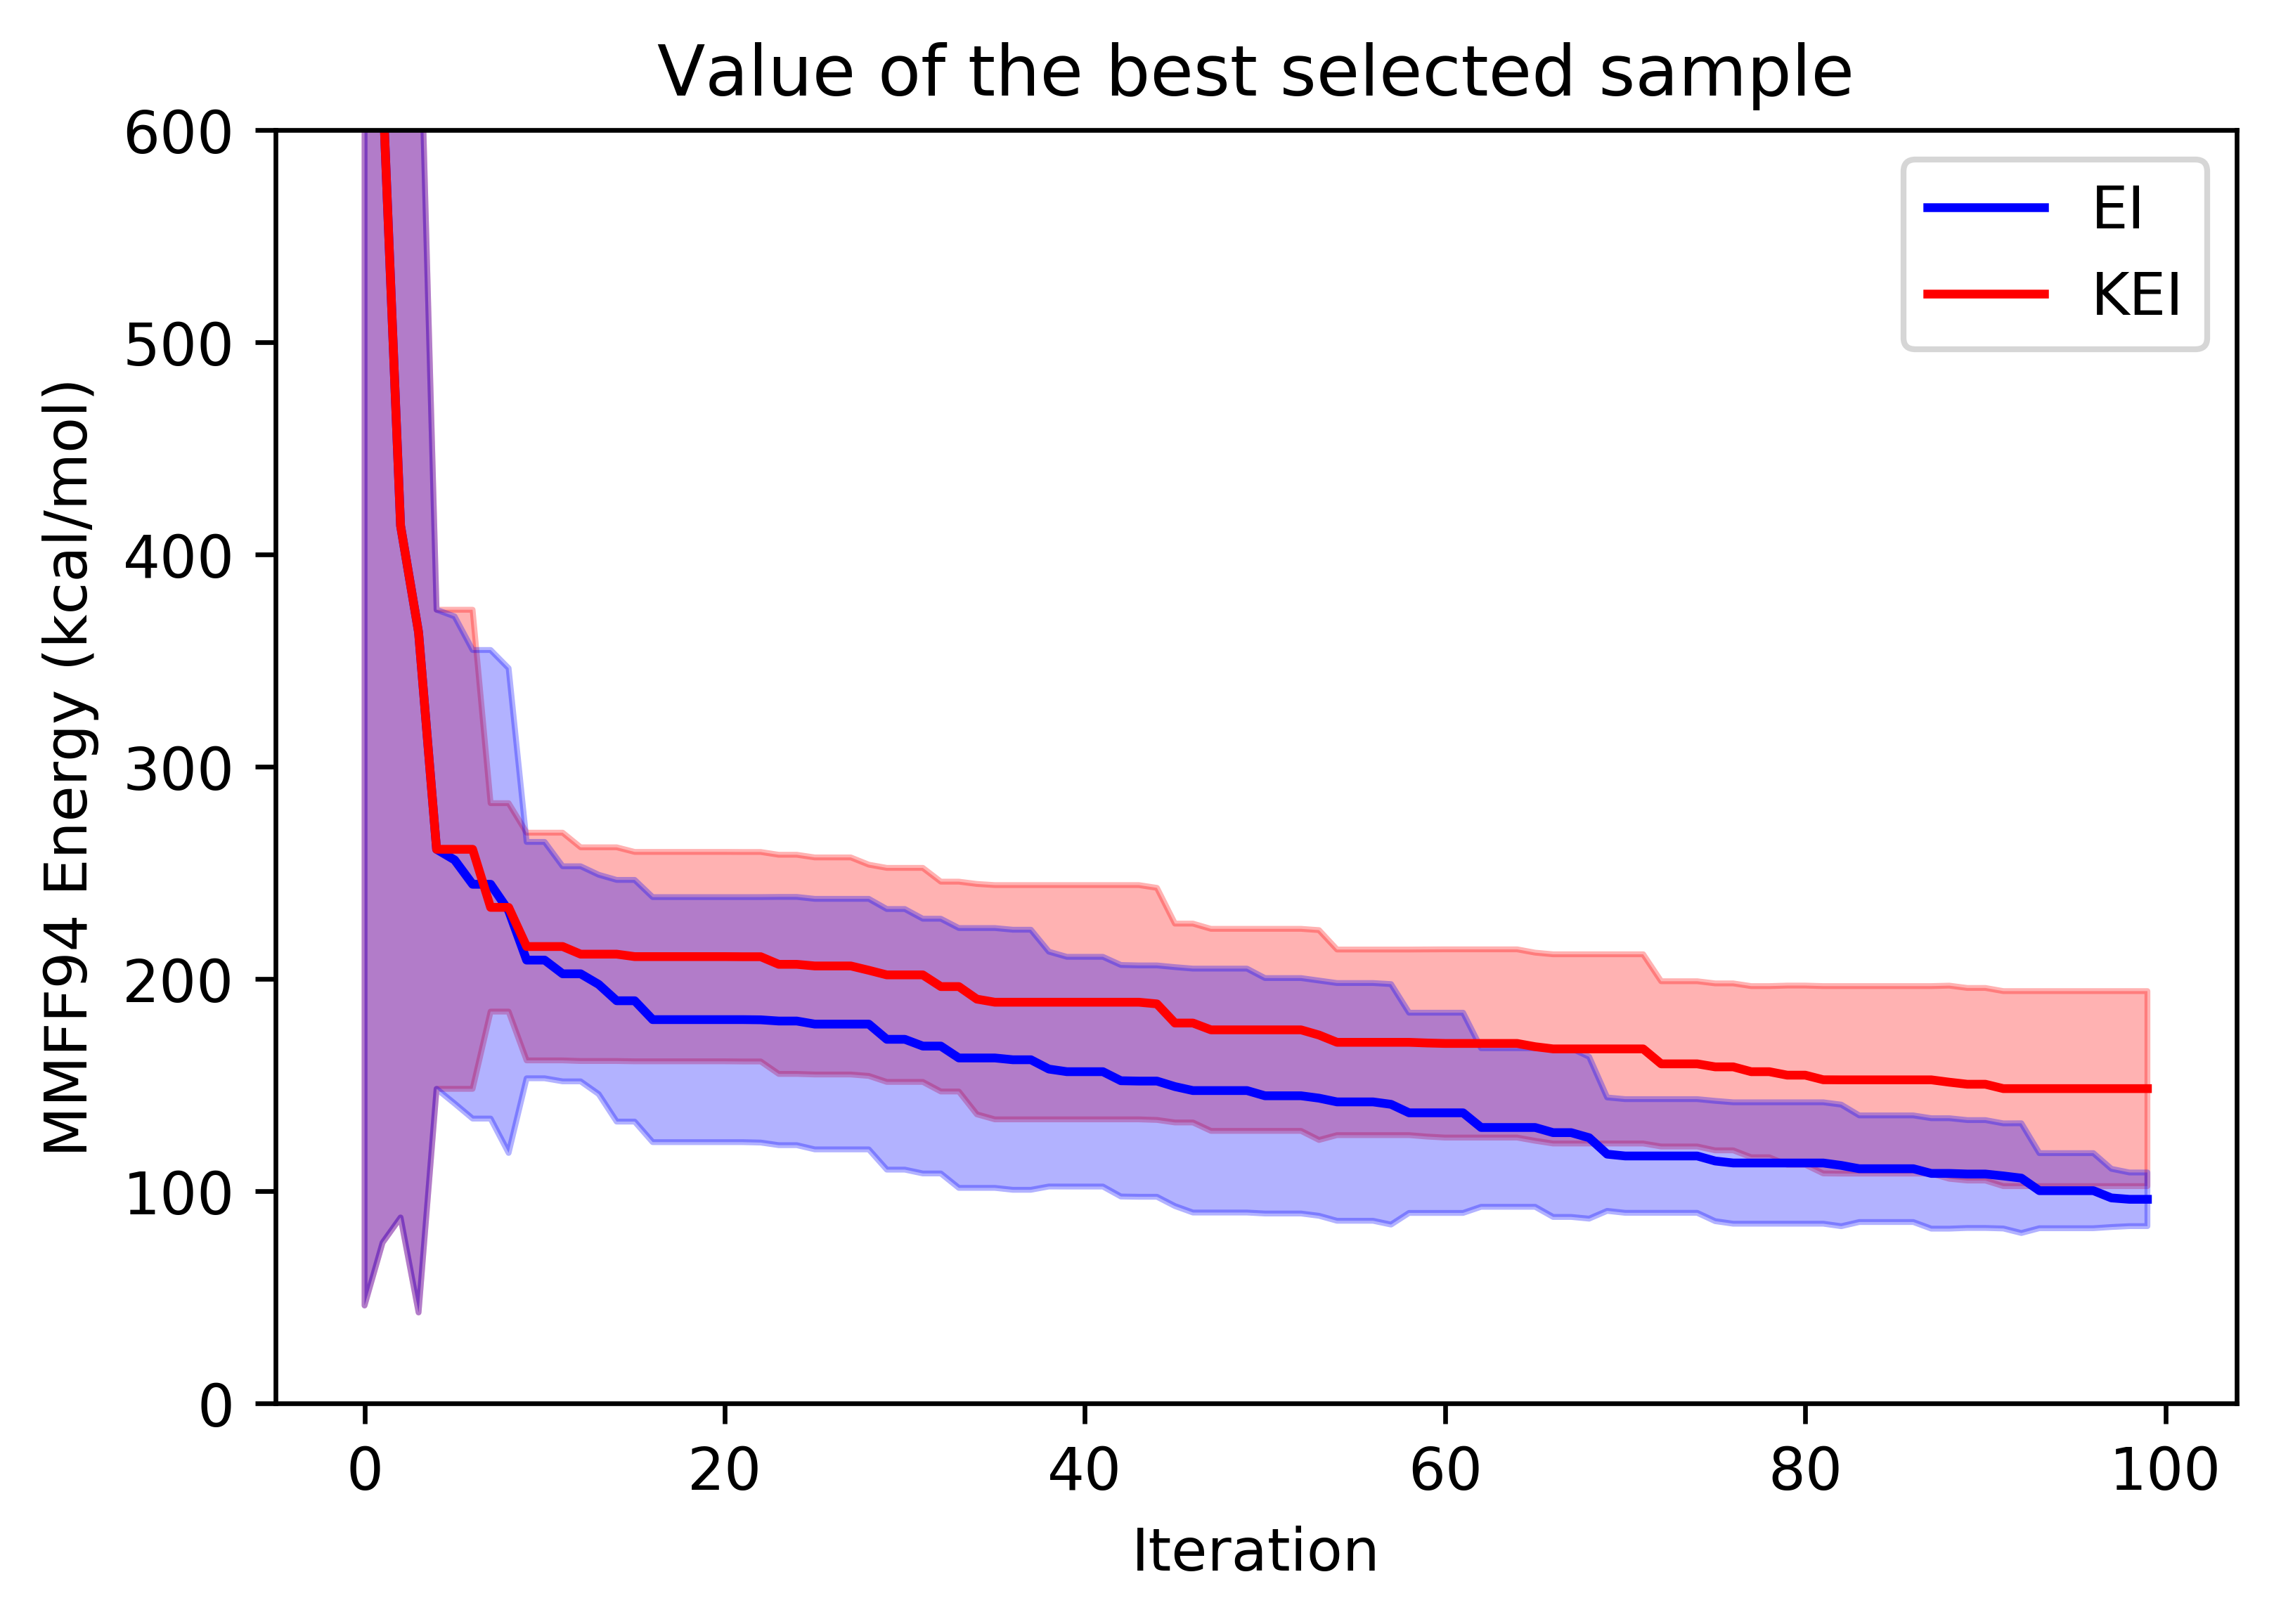 Value of the best selected sample
600
500
400
300
200
100
0
MMFF94 Energy (kcal/mol)
EI
KEI
0 20 40 60 80 100
Iteration